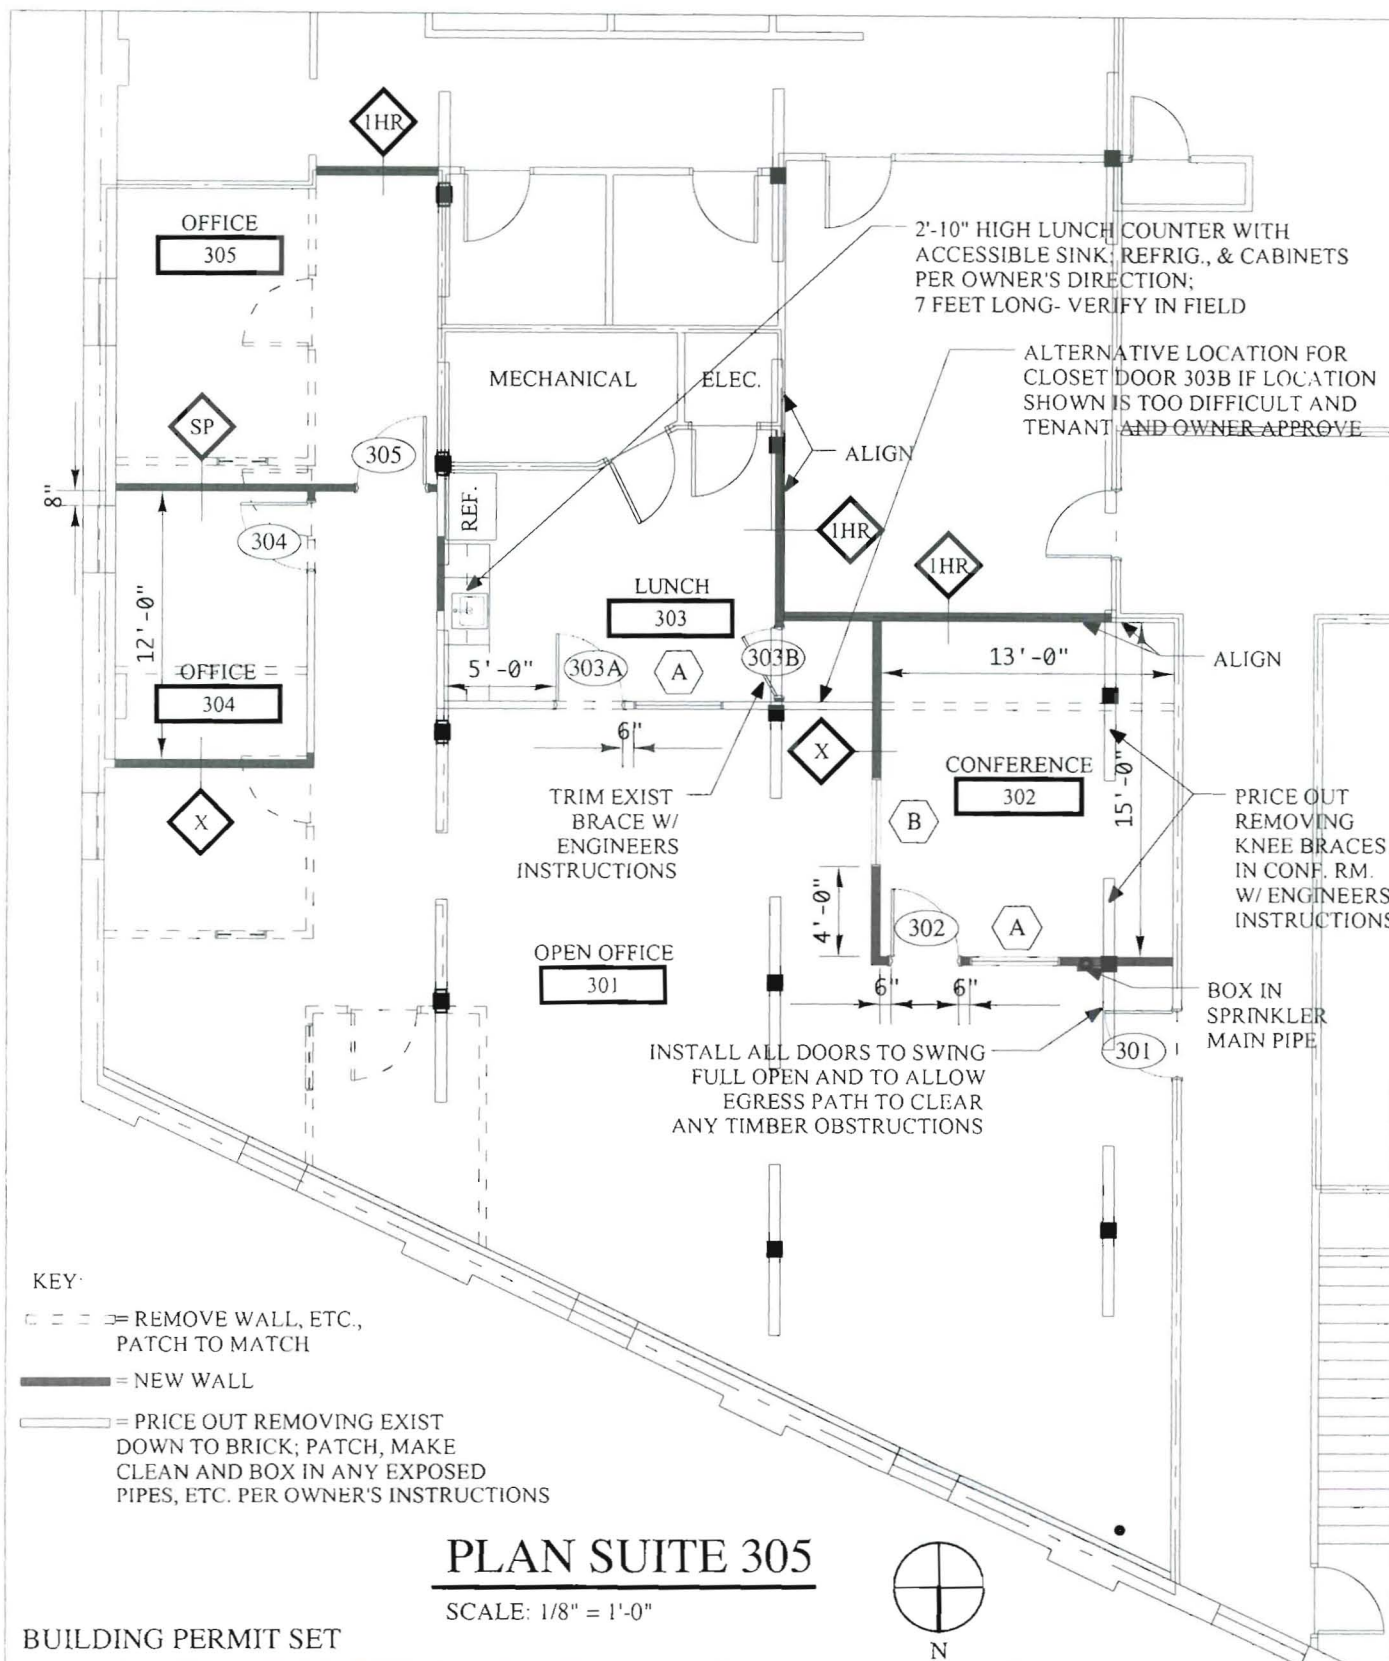 1HR
OFFICE
305
2'-10" HIGH LUNCH COUNTER WITH
ACCESSIBLE SINK; REFRIG., & CABINETS
PER OWNER'S DIRECTION;
7 FEET LONG- VERIFY IN FIELD
ALTERNATIVE LOCATION FOR
CLOSET DOOR 303B IF LOCATION
SHOWN IS TOO DIFFICULT AND
TENANT AND OWNER APPROVE
MECHANICAL
ELEC.
SP
305
ALIGN
8"
REF.
304
1HR
1HR
12'-0"
LUNCH
303
5'-0"
303A
A
303B
13'-0"
ALIGN
OFFICE
304
6"
X
CONFERENCE
302
15'-0"
X
TRIM EXIST
BRACE W/
ENGINEERS
INSTRUCTIONS
B
PRICE OUT
REMOVING
KNEE BRACES
IN CONF. RM.
W/ ENGINEERS
INSTRUCTIONS
4'-0"
302
A
OPEN OFFICE
301
6"
6"
BOX IN
SPRINKLER
MAIN PIPE
INSTALL ALL DOORS TO SWING
FULL OPEN AND TO ALLOW
EGRESS PATH TO CLEAR
ANY TIMBER OBSTRUCTIONS
301
KEY:
= REMOVE WALL, ETC.,
PATCH TO MATCH
= NEW WALL
= PRICE OUT REMOVING EXIST
DOWN TO BRICK; PATCH, MAKE
CLEAN AND BOX IN ANY EXPOSED
PIPES, ETC. PER OWNER'S INSTRUCTIONS
PLAN SUITE 305
SCALE: 1/8" = 1'-0"
N
BUILDING PERMIT SET